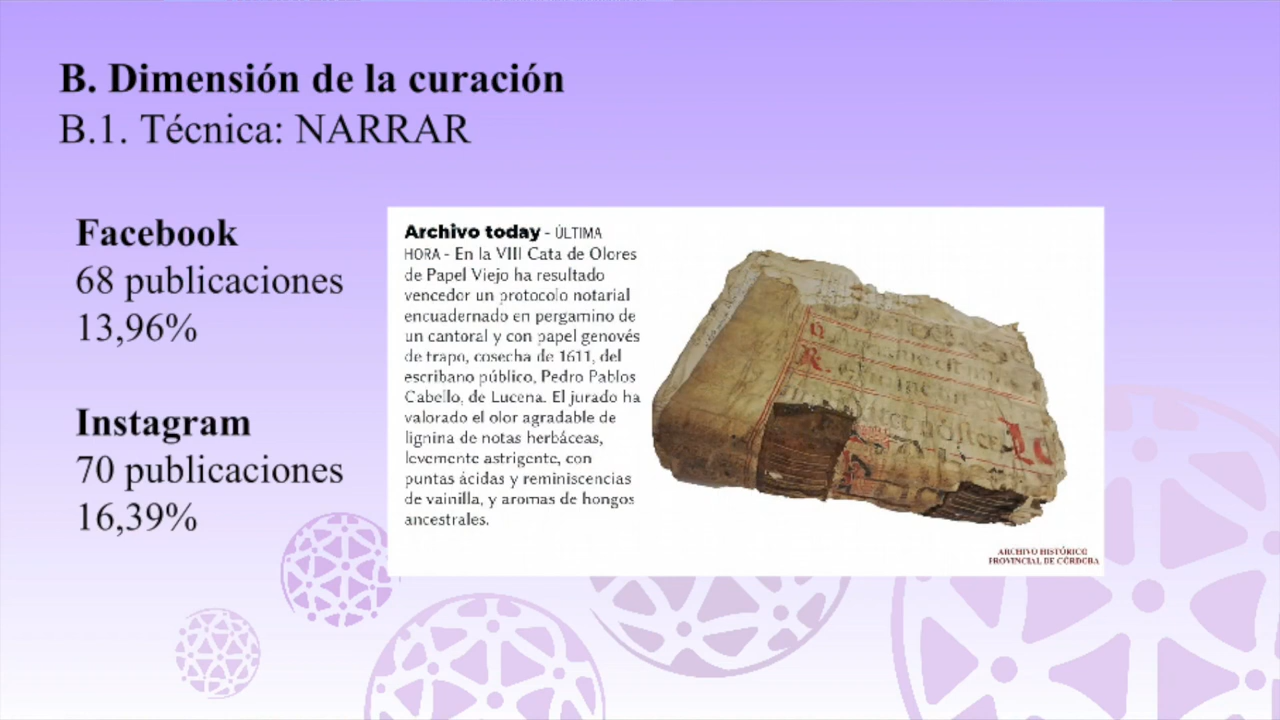 B. Dimensión de la curación
B.1. Técnica: NARRAR
Facebook
68 publicaciones
13,96%
Instagram
70 publicaciones
16,39%
Archivo today - ÚLTIMA
HORA - En la VIII Cata de Olores
de Papel Viejo ha resultado
vencedor un protocolo notarial
encuadernado en pergamino de
un cantoral y con papel genovés
de trapo, cosecha de 1611, del
escribano público, Pedro Pablos
Cabello, de Lucena. El jurado ha
valorado el olor agradable de
lignina de notas herbáceas,
levemente astrigente, con
puntas ácidas y reminiscencias
de vainilla, y aromas de hongos
ancestrales.
ARCHIVO HISTÓRICO
PROVINCIAL DE CÓRDOBA